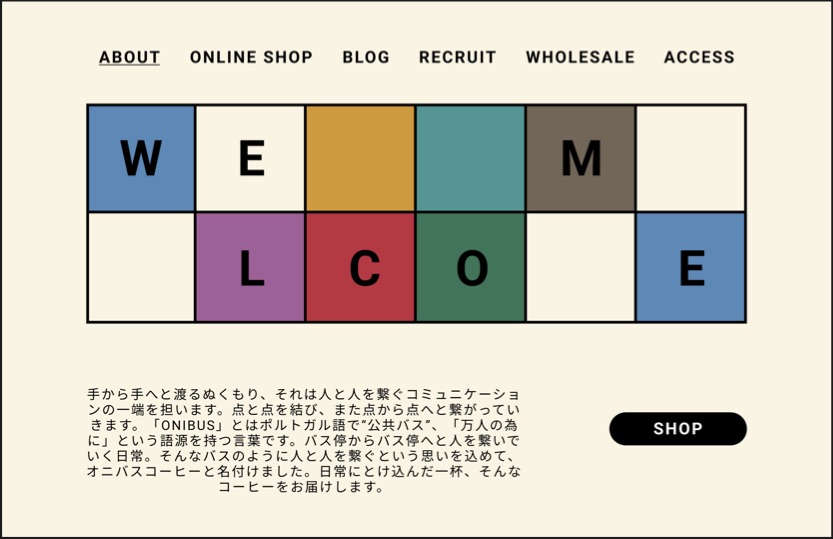 ABOUT ONLINE SHOP BLOG RECRUIT WHOLESALE ACCESS
W E M
L C O E
手から手へと渡るぬくもり、それは人と人を繋ぐコミュニケーショ
ンの一端を担います。点と点を結び、また点から点へと繋がってい
きます。「ONIBUS」とはポルトガル語で“公共バス”、「万人の為
に」という語源を持つ言葉です。バス停からバス停へと人を繋いで
いく日常。そんなバスのように人と人を繋ぐという思いを込めて、
オニバスコーヒーと名付けました。日常にとけ込んだ一杯、そんな
コーヒーをお届けします。
SHOP